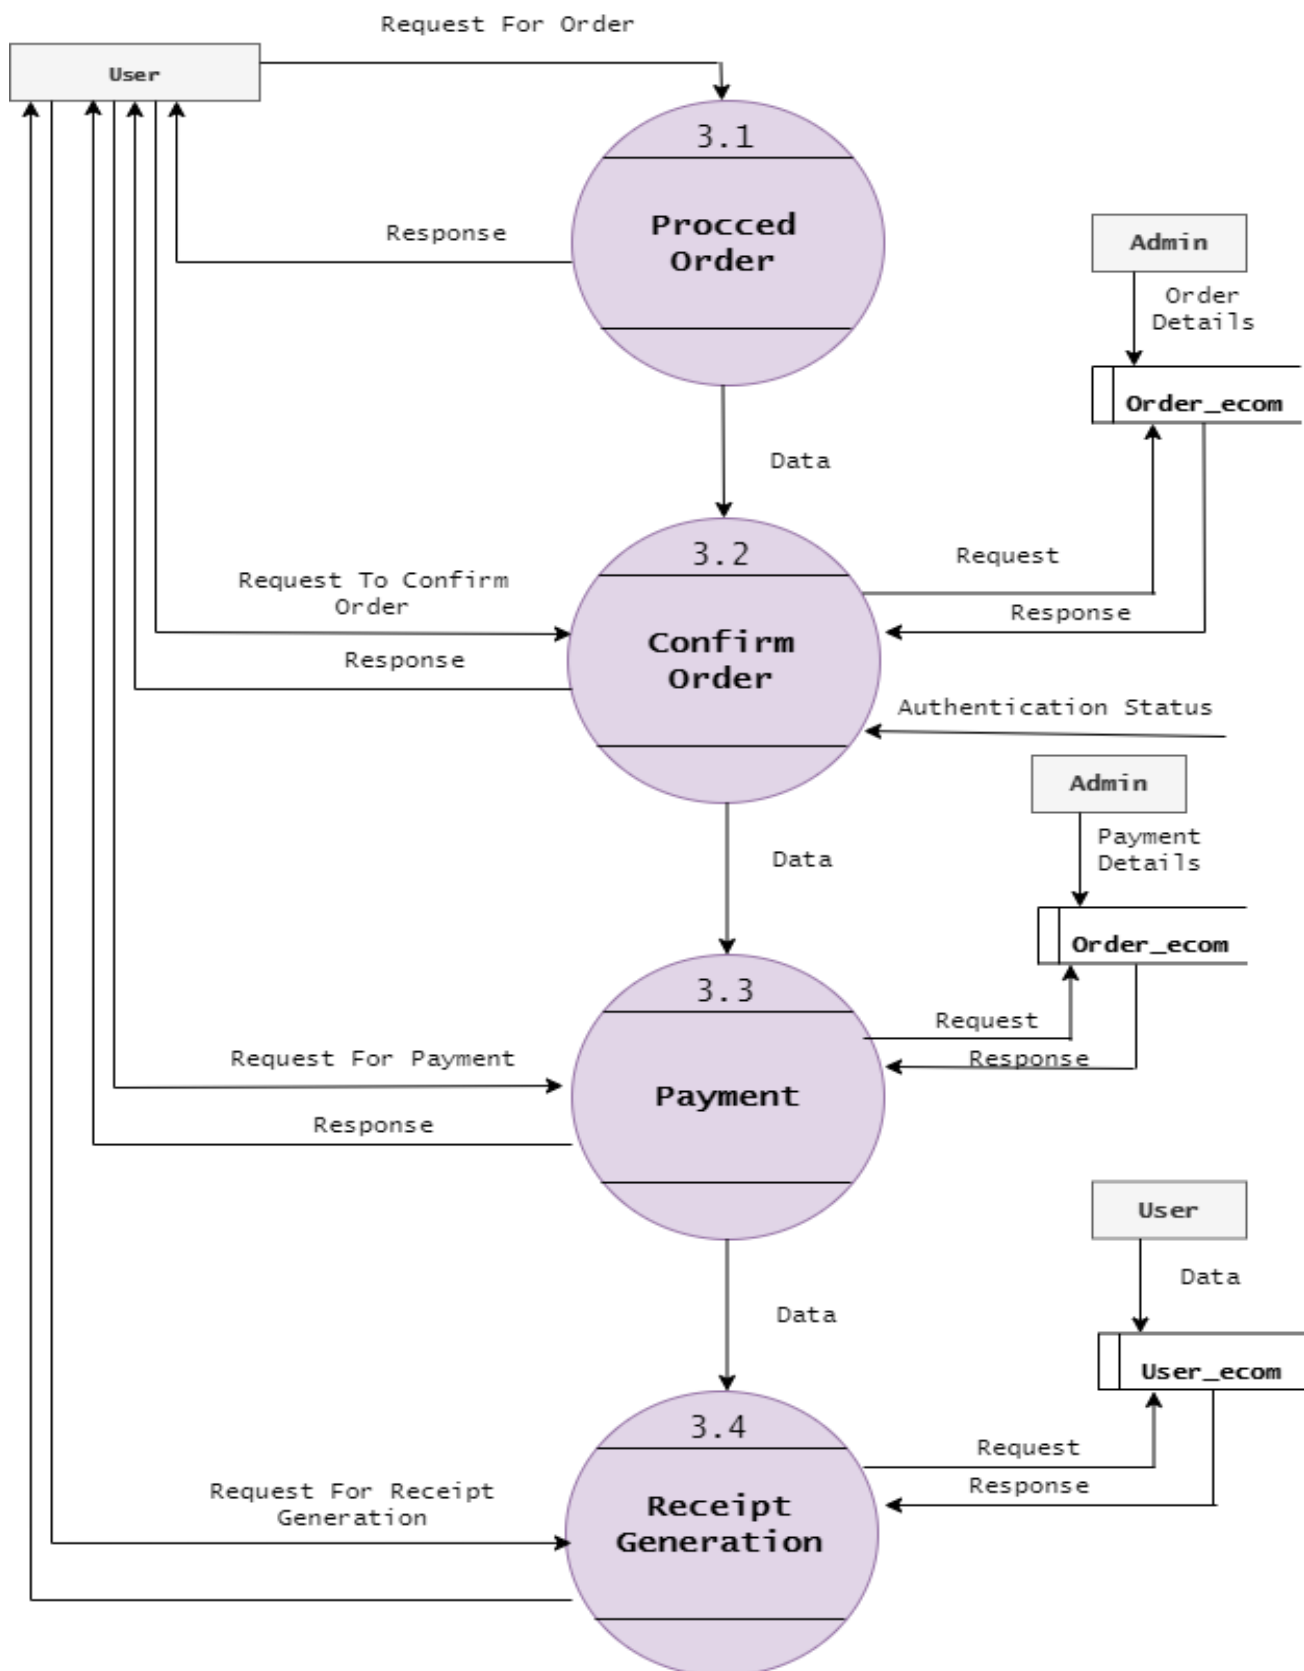 Request For Order
User
3.1
Procced
Order
Response
Admin
Order
Details
Order_ecom
Data
3.2
Request
Request To Confirm
Order
Response
Confirm
Order
Response
Authentication Status
Admin
Payment
Details
Data
Order_ecom
3.3
Request
Request For Payment
Response
Payment
Response
User
Data
Data
User_ecom
3.4
Request
Request For Receipt
Generation
Response
Receipt
Generation